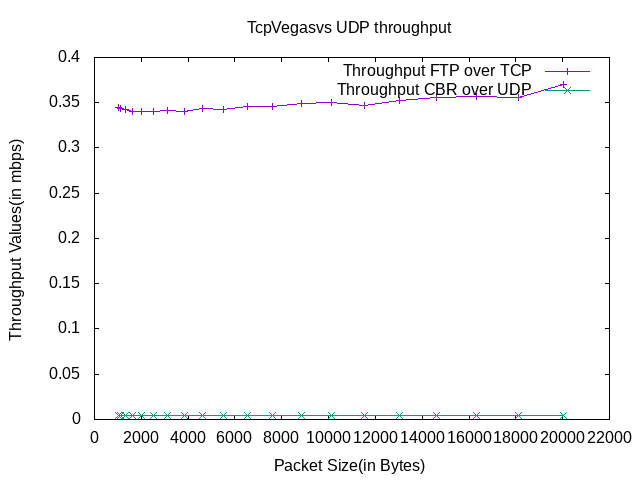 TcpVegasvs UDP throughput
0.4
0.35
0.3
0.25
0.2
0.15
0.1
0.05
0
Throughput Values(in mbps)
Throughput FTP over TCP
Throughput CBR over UDP
0 2000 4000 6000 8000 10000 12000 14000 16000 18000 20000 22000
Packet Size(in Bytes)